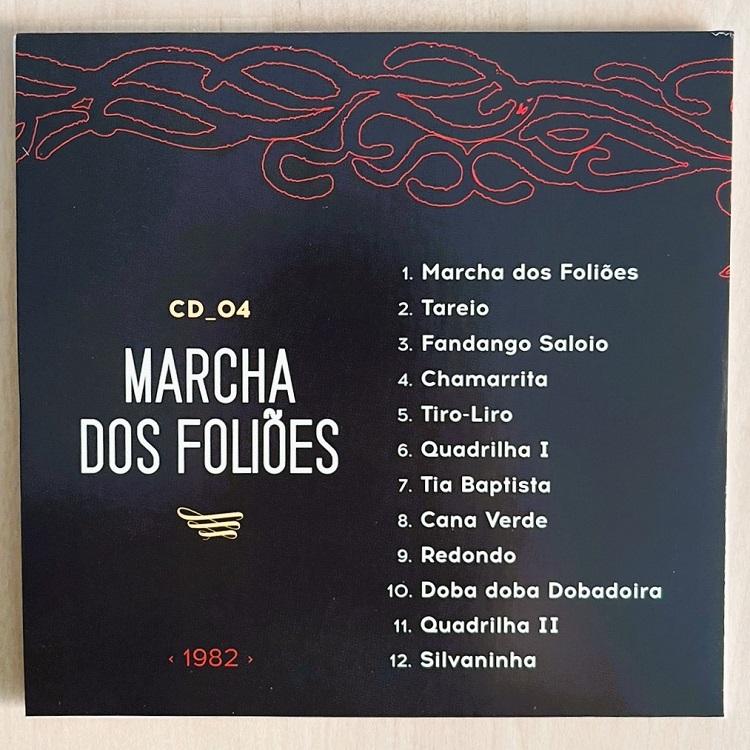 CD_04
MARCHA
DOS FOLIÕES
‹ 1982 ›
1. Marcha dos Foliões
2. Tareio
3. Fandango Saloio
4. Chamarrita
5. Tiro-Liro
6. Quadrilha I
7. Tia Baptista
8. Cana Verde
9. Redondo
10. Doba doba Dobadoira
11. Quadrilha II
12. Silvaninha